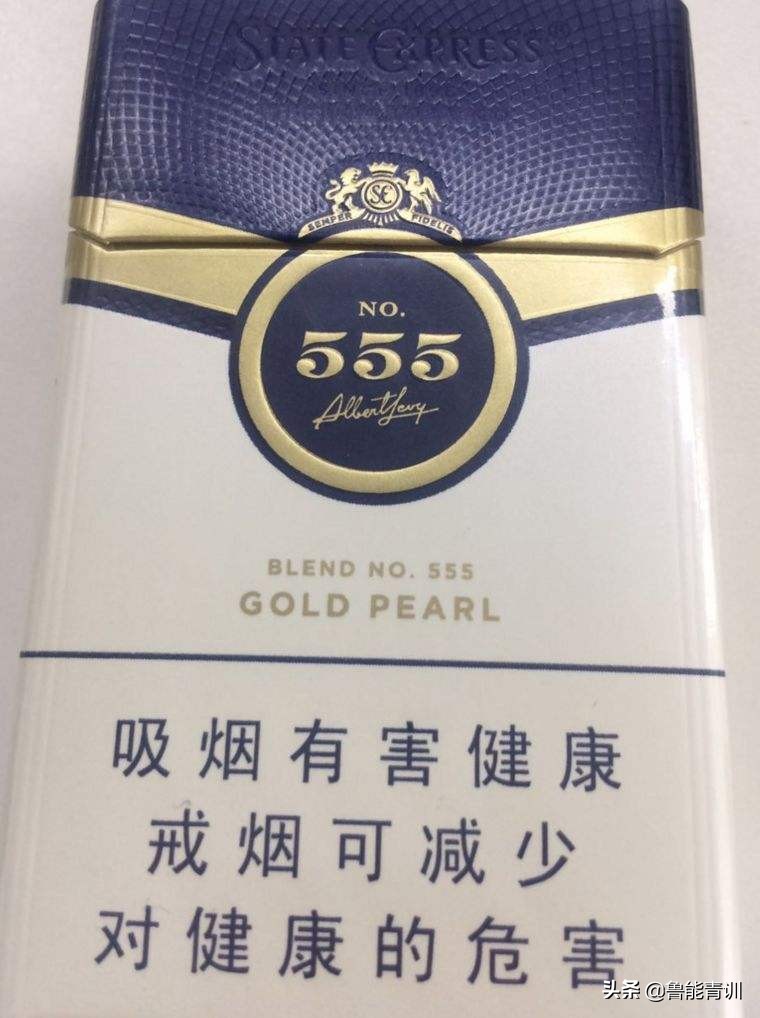 STATE EXPRESS
SE
SEMPER FIDELIS
NO.
555
Albert Levy
BLEND NO. 555
GOLD PEARL
吸烟有害健康
戒烟可减少
对健康的危害
头条 @鲁能青训